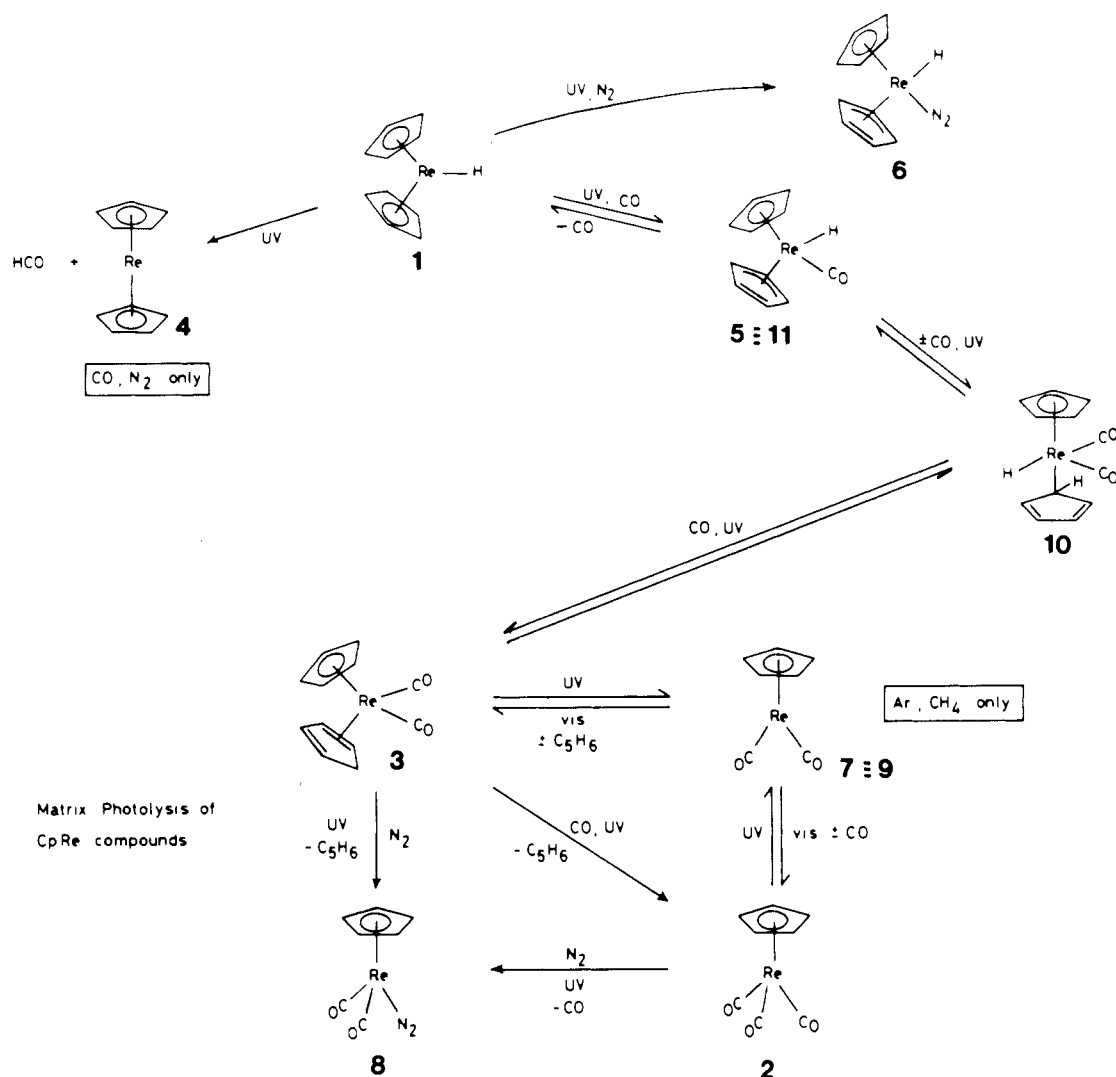 H
UV, N2
Re
N2
6
Re — H
1
UV, CO
- CO
H
Re
CO
5 ≡ 11
UV
HCO + Re
4
CO, N2 only
± CO, UV
CO
Re
H
H
CO
10
CO, UV
CO
Re
CO
3
UV
vis
± C5H6
Re
OC CO
7 ≡ 9
Ar, CH4 only
Matrix Photolysis of
CpRe compounds
UV
- C5H6
N2
CO, UV
- C5H6
UV
vis ± CO
Re
OC
OC
N2
8
N2
UV
- CO
Re
OC
OC
CO
2